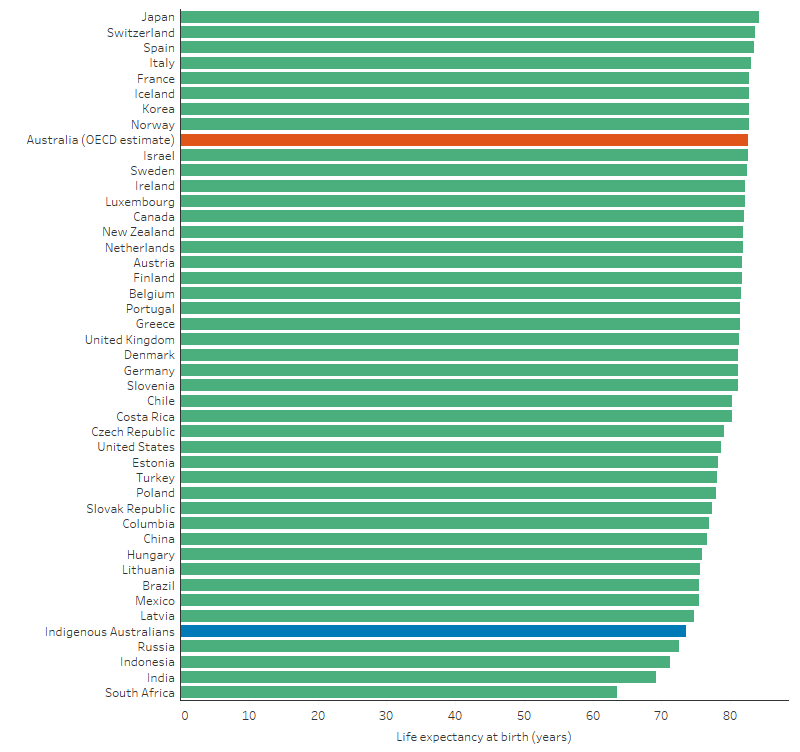 Japan
Switzerland
Spain
Italy
France
Iceland
Korea
Norway
Australia (OECD estimate)
Israel
Sweden
Ireland
Luxembourg
Canada
New Zealand
Netherlands
Austria
Finland
Belgium
Portugal
Greece
United Kingdom
Denmark
Germany
Slovenia
Chile
Costa Rica
Czech Republic
United States
Estonia
Turkey
Poland
Slovak Republic
Columbia
China
Hungary
Lithuania
Brazil
Mexico
Latvia
Indigenous Australians
Russia
Indonesia
India
South Africa
0 10 20 30 40 50 60 70 80
Life expectancy at birth (years)